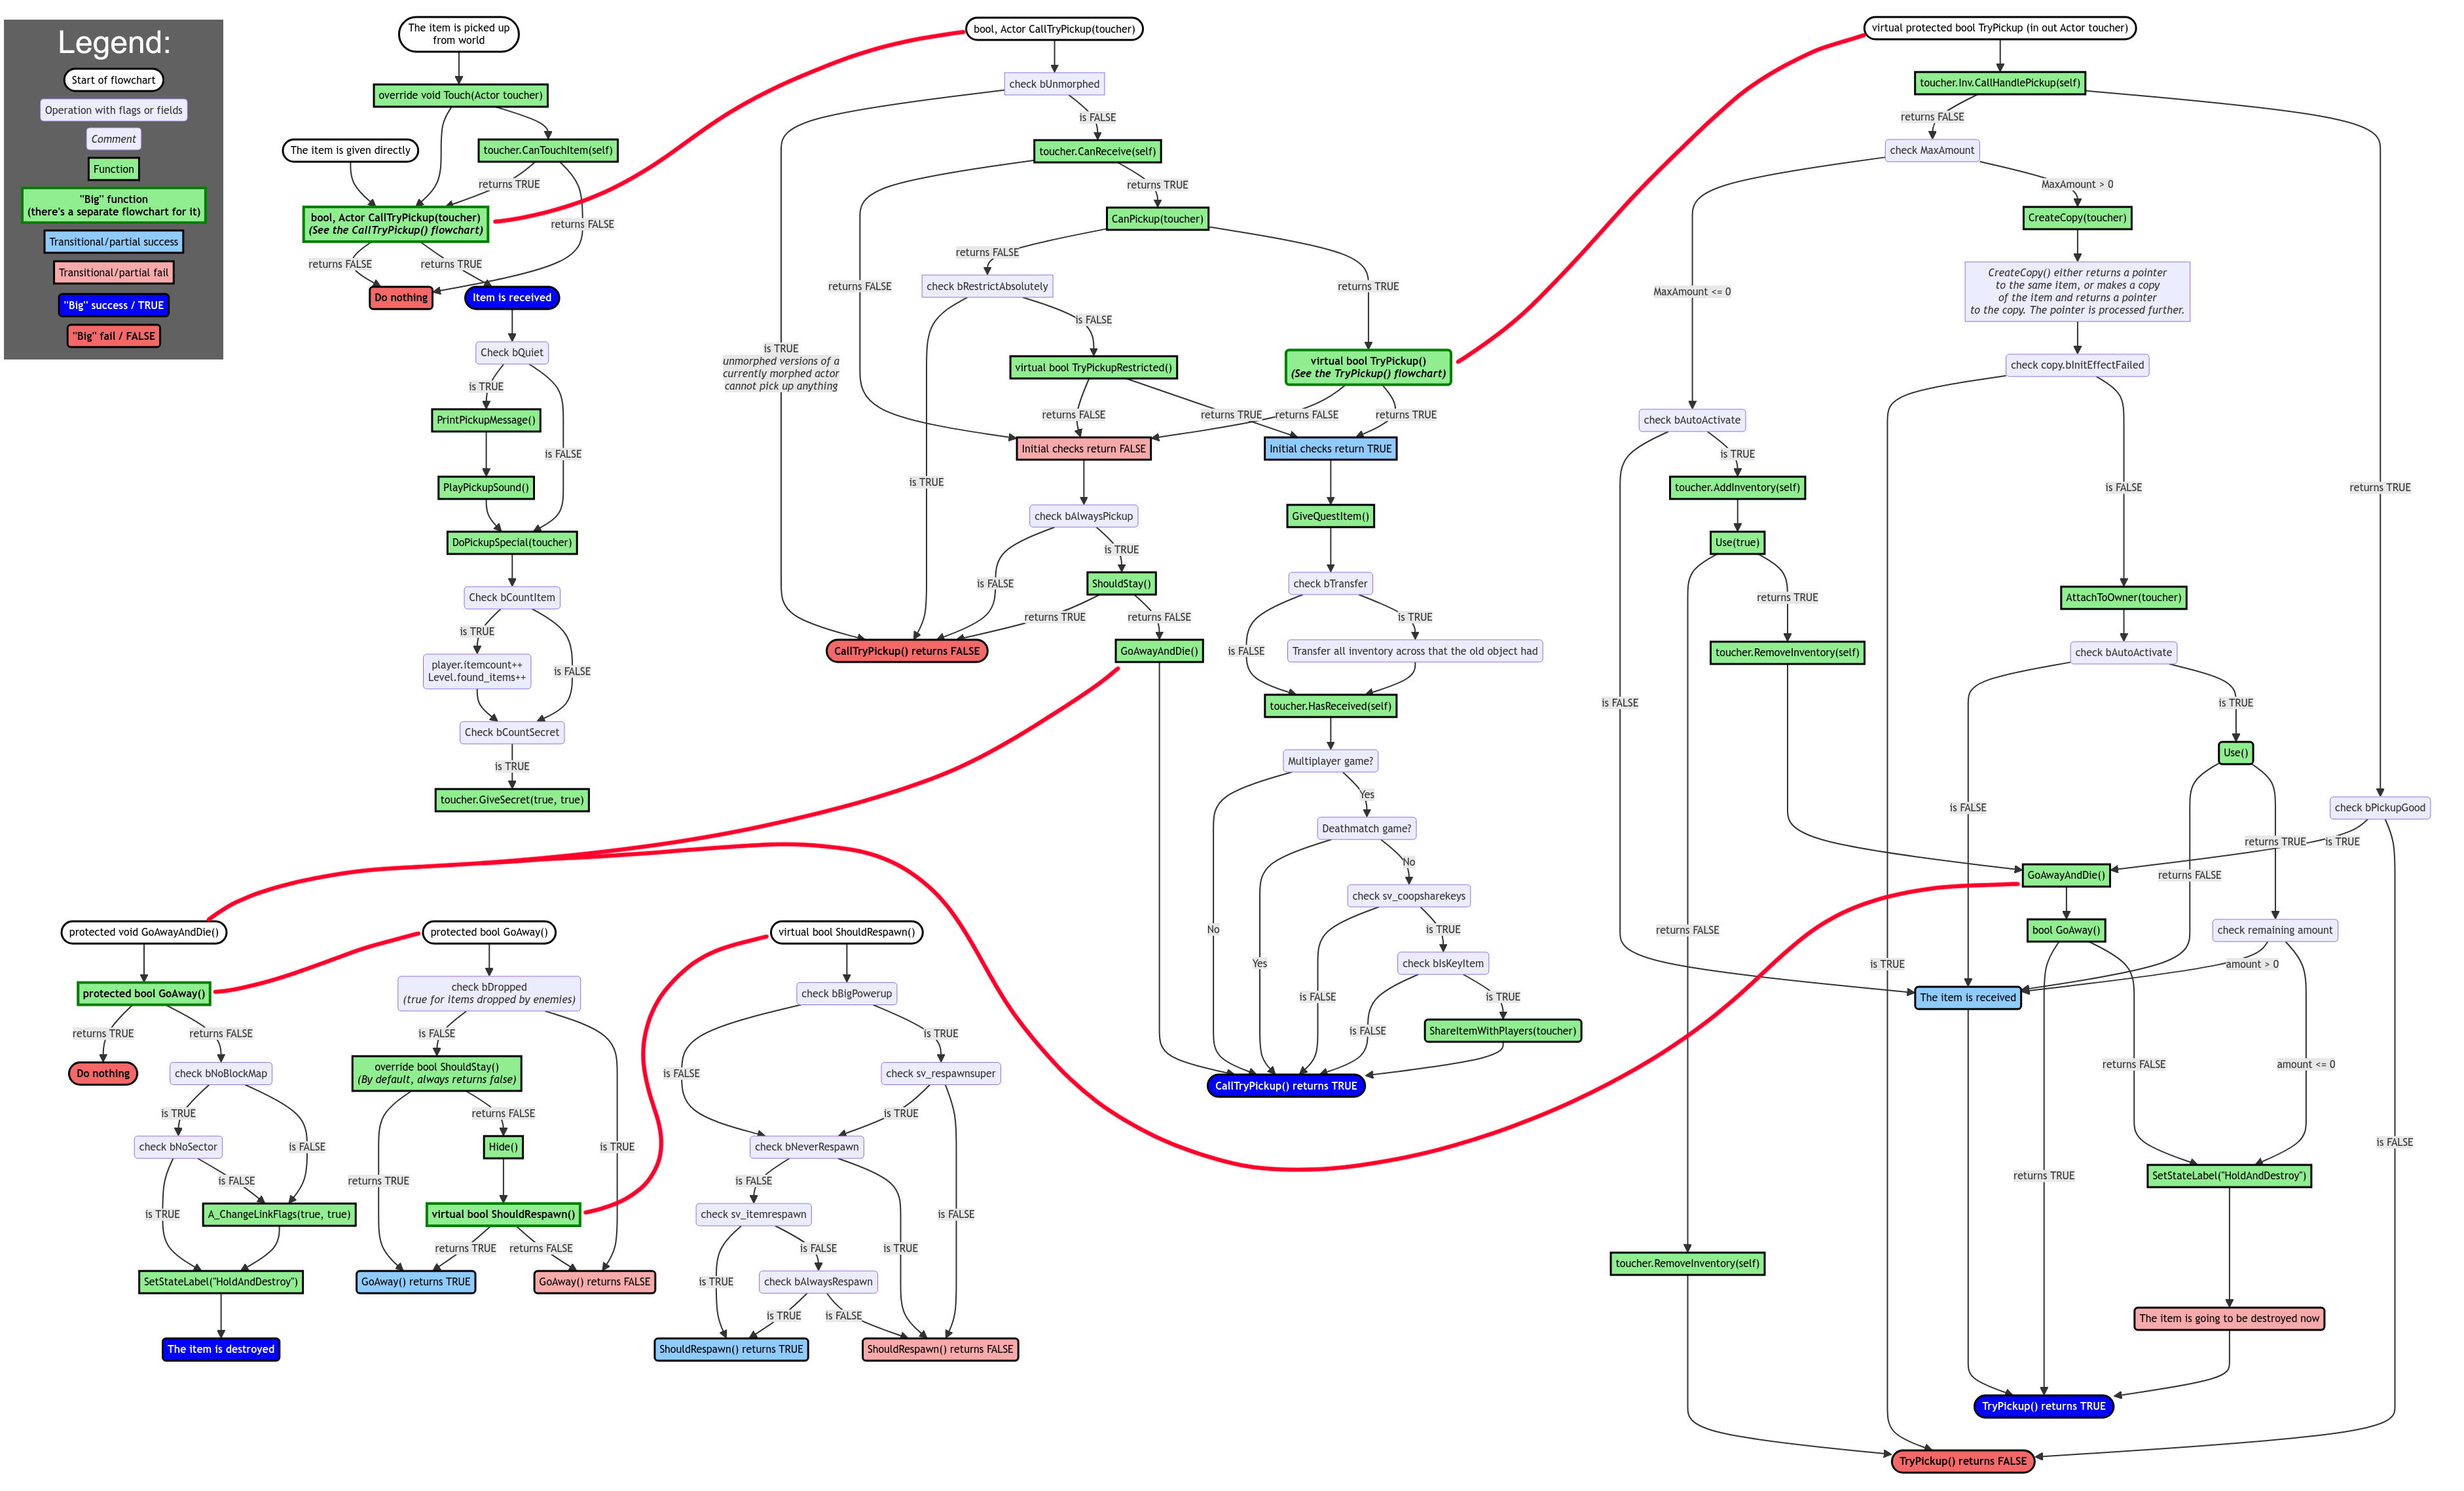 Legend:
Start of flowchart
Operation with flags or fields
Comment
Function
"Big" function
(there's a separate flowchart for it)
Transitional/partial success
Transitional/partial fail
"Big" success / TRUE
"Big" fail / FALSE
The item is picked up
from world
override void Touch(Actor toucher)
The item is given directly
toucher.CanTouchItem(self)
returns TRUE
bool, Actor CallTryPickup(toucher)
(See the CallTryPickup() flowchart)
returns FALSE
returns FALSE
returns TRUE
Do nothing
Item is received
Check bQuiet
is TRUE
PrintPickupMessage()
is FALSE
PlayPickupSound()
DoPickupSpecial(toucher)
Check bCountItem
is TRUE
player.itemcount++
Level.found_items++
is FALSE
Check bCountSecret
is TRUE
toucher.GiveSecret(true, true)
bool, Actor CallTryPickup(toucher)
check bUnmorphed
is FALSE
toucher.CanReceive(self)
returns TRUE
CanPickup(toucher)
returns FALSE
check bRestrictAbsolutely
returns FALSE
returns TRUE
is FALSE
is TRUE
unmorphed versions of a
currently morphed actor
cannot pick up anything
virtual bool TryPickupRestricted()
virtual bool TryPickup()
(See the TryPickup() flowchart)
returns FALSE
returns TRUE
returns FALSE
returns TRUE
Initial checks return FALSE
Initial checks return TRUE
is TRUE
check bAlwaysPickup
GiveQuestItem()
is TRUE
is FALSE
ShouldStay()
check bTransfer
returns TRUE
returns FALSE
is TRUE
CallTryPickup() returns FALSE
GoAwayAndDie()
is FALSE
Transfer all inventory across that the old object had
toucher.HasReceived(self)
Multiplayer game?
Yes
Deathmatch game?
No
check sv_coopsharekeys
No
is TRUE
Yes
check bIsKeyItem
is FALSE
is TRUE
is FALSE
ShareItemWithPlayers(toucher)
CallTryPickup() returns TRUE
virtual protected bool TryPickup (in out Actor toucher)
toucher.Inv.CallHandlePickup(self)
returns FALSE
check MaxAmount
MaxAmount > 0
CreateCopy(toucher)
CreateCopy() either returns a pointer
to the same item, or makes a copy
of the item and returns a pointer
to the copy. The pointer is processed further.
MaxAmount <= 0
check copy.bInitEffectFailed
check bAutoActivate
is TRUE
toucher.AddInventory(self)
is FALSE
returns TRUE
Use(true)
returns TRUE
AttachToOwner(toucher)
toucher.RemoveInventory(self)
check bAutoActivate
is FALSE
is TRUE
Use()
is FALSE
check bPickupGood
returns TRUE
is TRUE
GoAwayAndDie()
returns FALSE
returns FALSE
bool GoAway()
check remaining amount
is TRUE
amount > 0
The item is received
returns FALSE
amount <= 0
is FALSE
returns TRUE
SetStateLabel("HoldAndDestroy")
toucher.RemoveInventory(self)
The item is going to be destroyed now
TryPickup() returns TRUE
TryPickup() returns FALSE
protected void GoAwayAndDie()
protected bool GoAway()
returns TRUE
returns FALSE
Do nothing
check bNoBlockMap
is TRUE
check bNoSector
is FALSE
is FALSE
is TRUE
A_ChangeLinkFlags(true, true)
SetStateLabel("HoldAndDestroy")
The item is destroyed
protected bool GoAway()
check bDropped
(true for items dropped by enemies)
is FALSE
override bool ShouldStay()
(By default, always returns false)
returns FALSE
Hide()
is TRUE
returns TRUE
virtual bool ShouldRespawn()
returns TRUE
returns FALSE
GoAway() returns TRUE
GoAway() returns FALSE
virtual bool ShouldRespawn()
check bBigPowerup
is TRUE
is FALSE
check sv_respawnsuper
is TRUE
check bNeverRespawn
is FALSE
check sv_itemrespawn
is FALSE
is FALSE
is TRUE
is TRUE
check bAlwaysRespawn
is TRUE
is FALSE
ShouldRespawn() returns TRUE
ShouldRespawn() returns FALSE